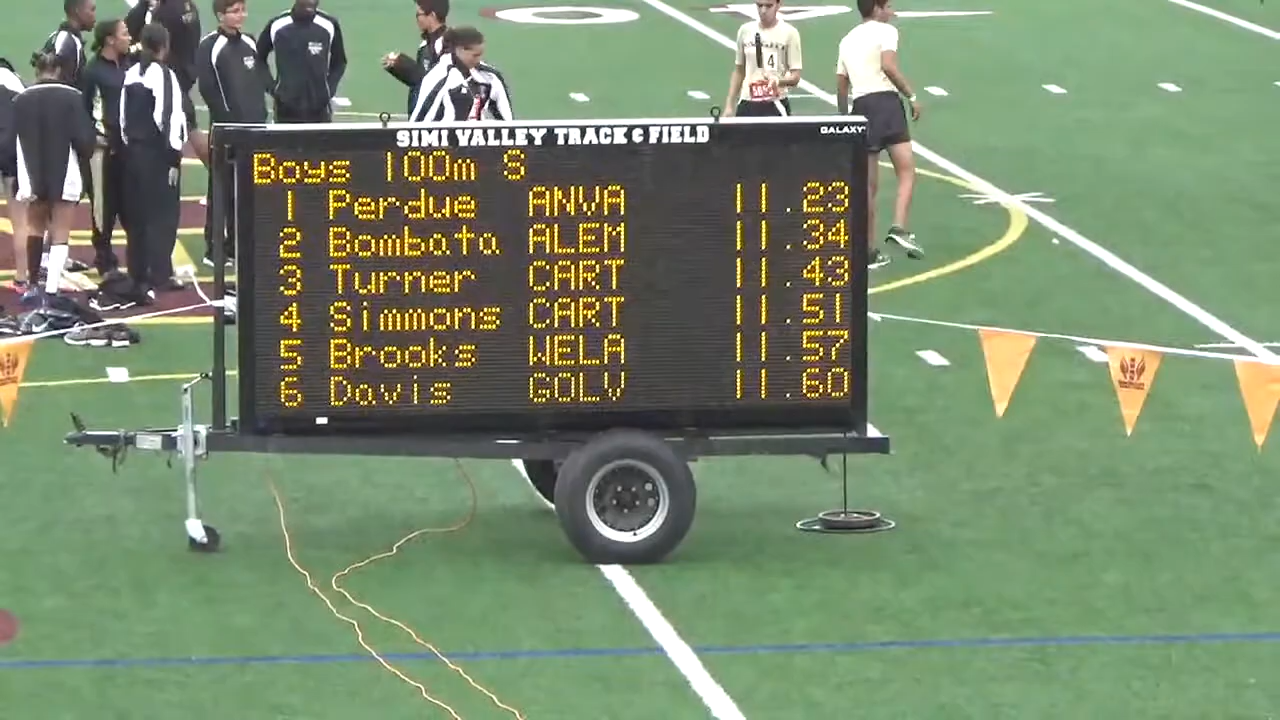 SIMI VALLEY TRACK & FIELD
GALAXY
Boys 100m S
1 Perdue ANVA 11.23
2 Bombata ALEM 11.34
3 Turner CART 11.43
4 Simmons CART 11.51
5 Brooks WELA 11.57
6 Davis GOLV 11.60